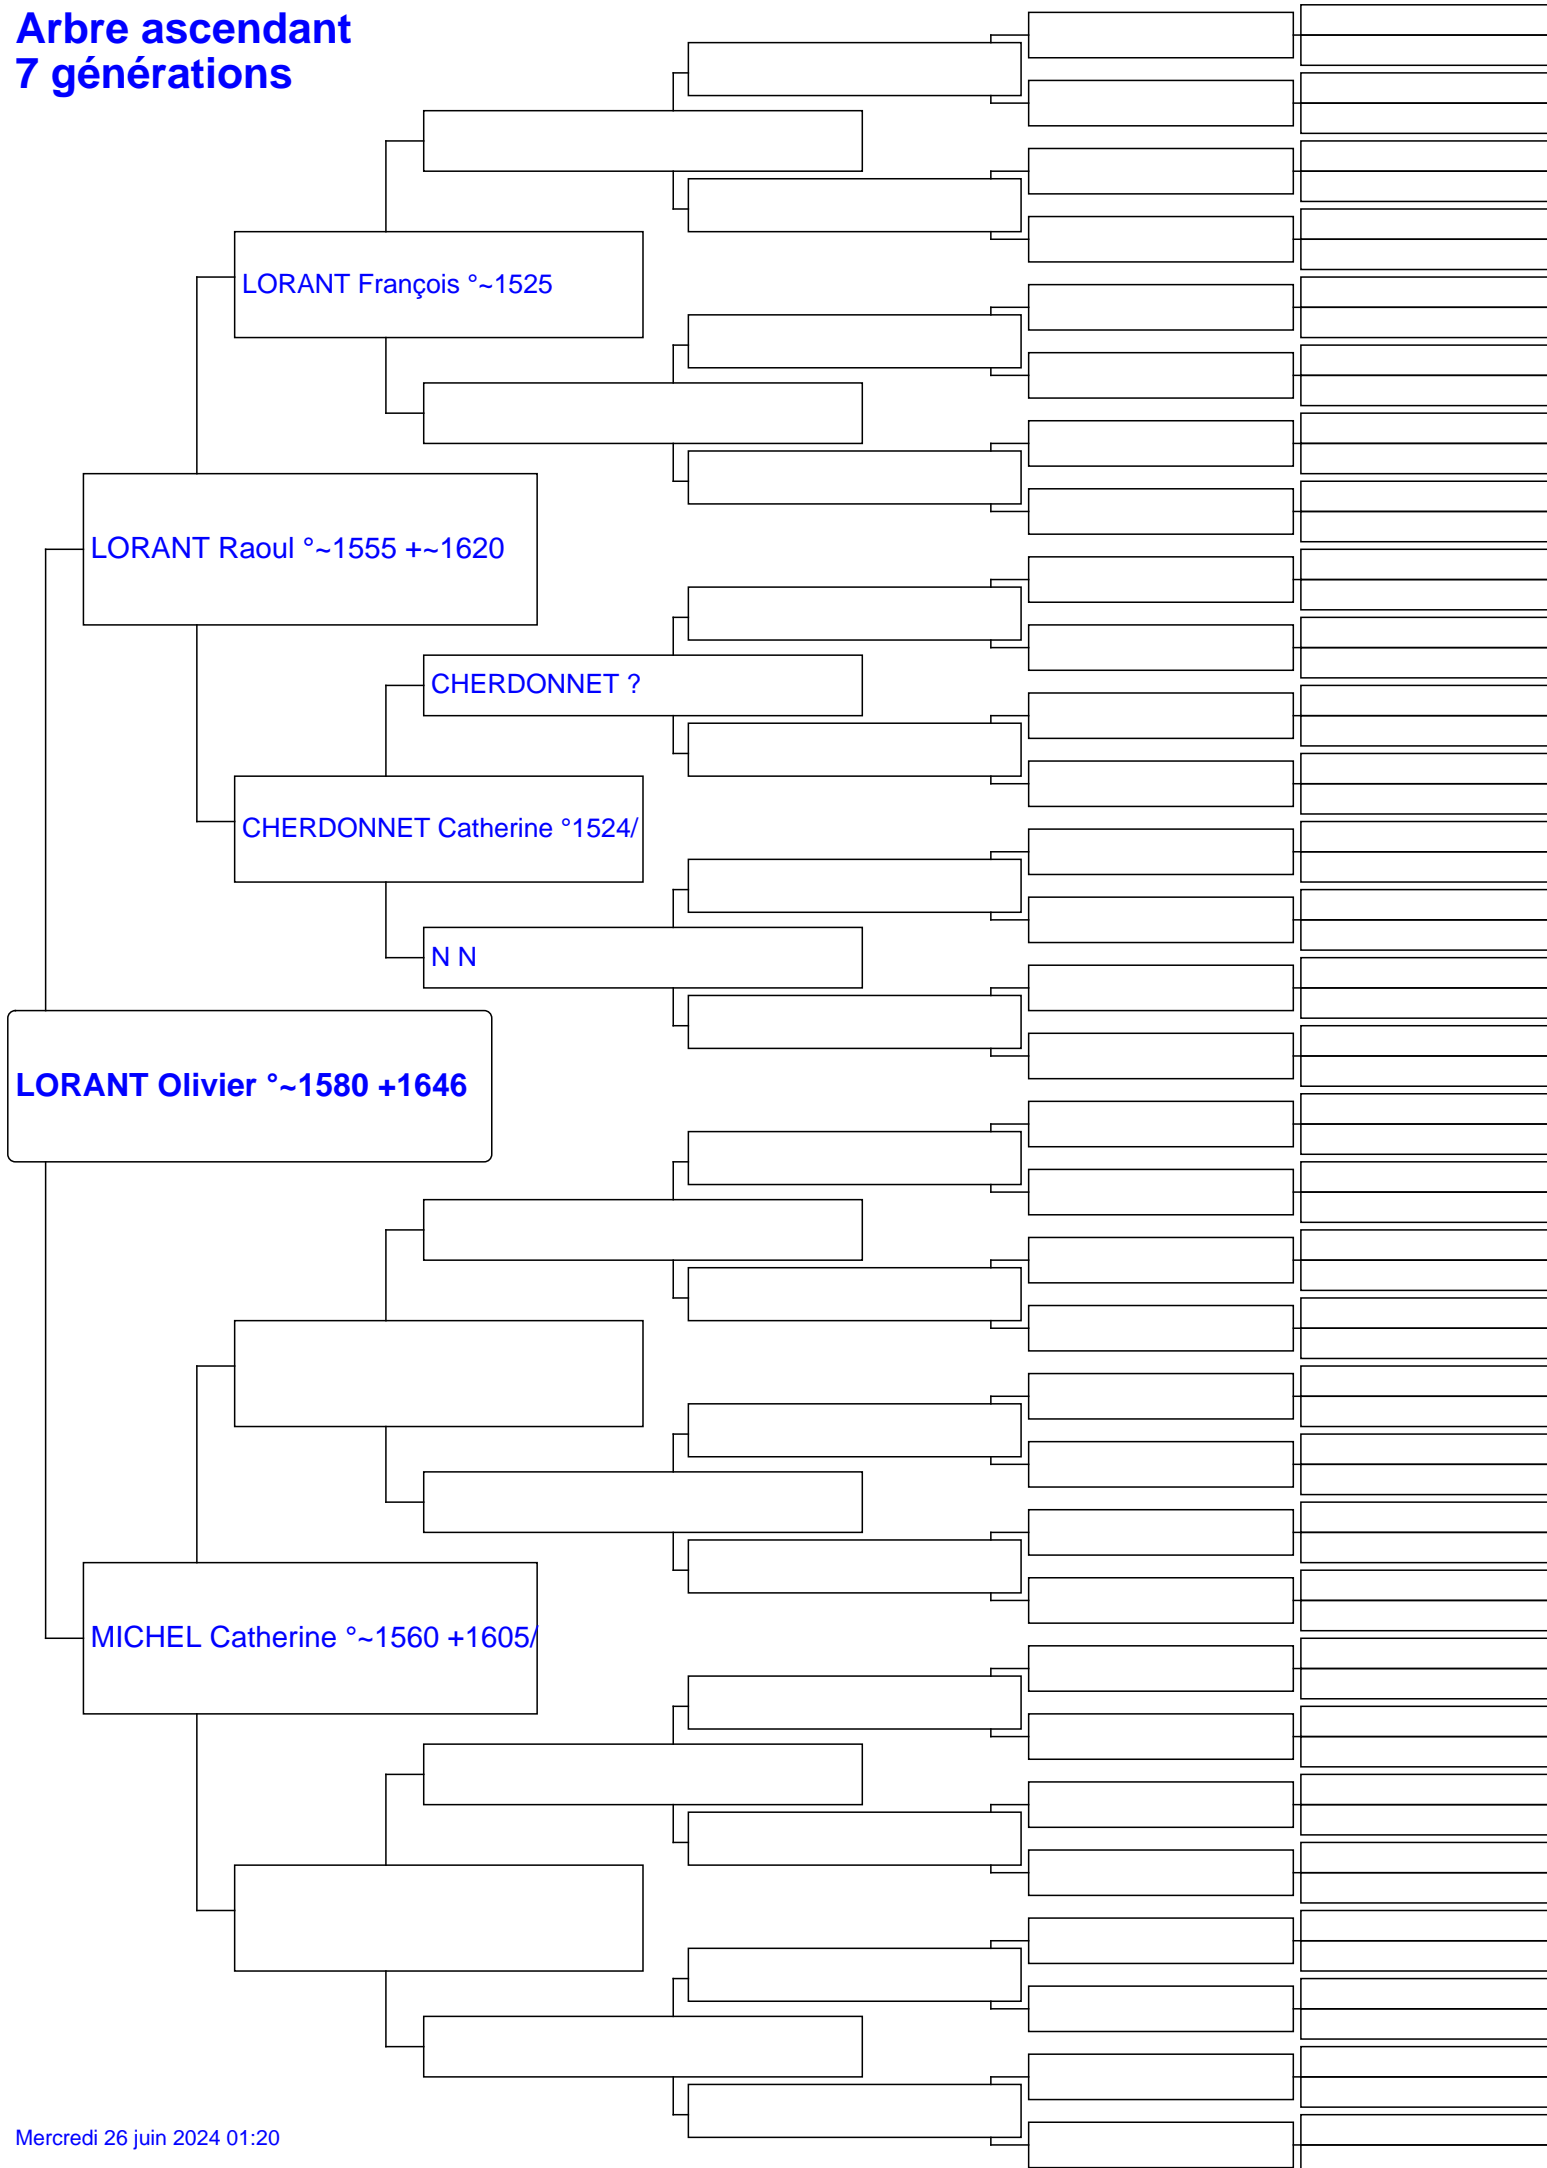 Arbre ascendant
7 générations
LORANT François °~1525
LORANT Raoul °~1555 +~1620
CHERDONNET ?
CHERDONNET Catherine °1524/
N N
LORANT Olivier °~1580 +1646
MICHEL Catherine °~1560 +1605/
Mercredi 26 juin 2024 01:20